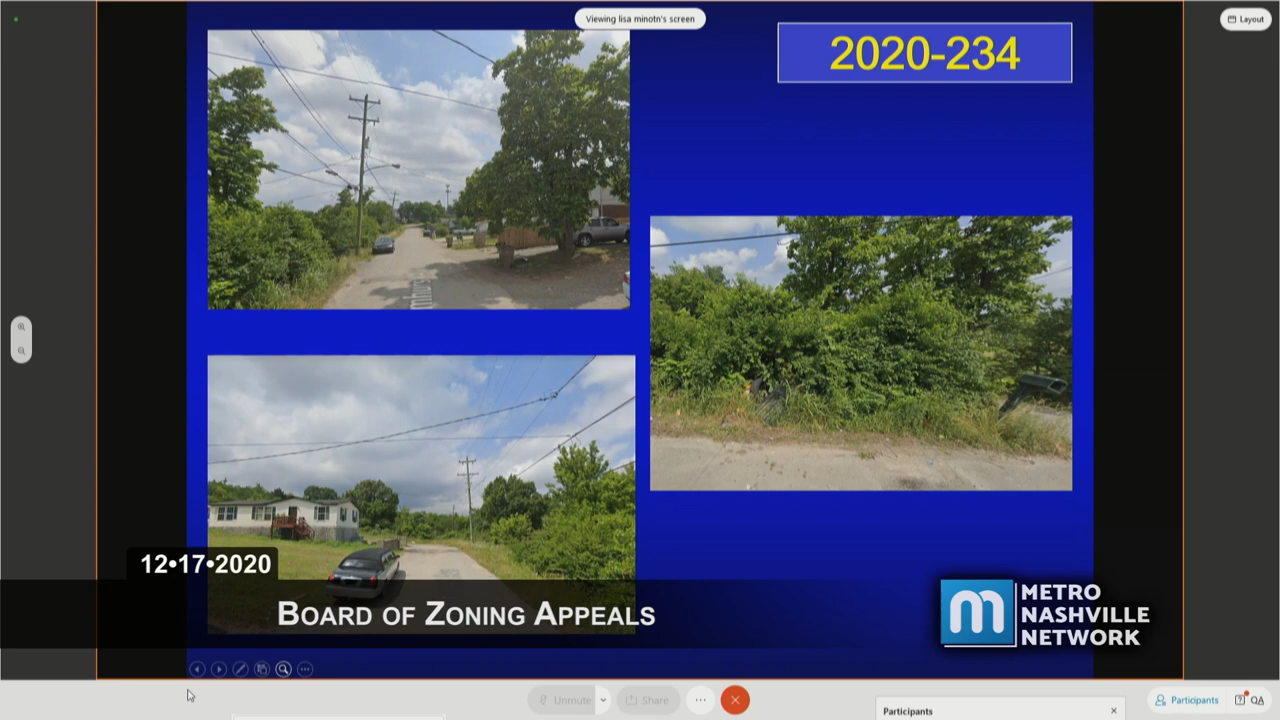 Viewing lisa minotn's screen
Layout
2020-234
12•17•2020
BOARD OF ZONING APPEALS
METRO
NASHVILLE
NETWORK
Unmute
Share
Participants
Participants
QA